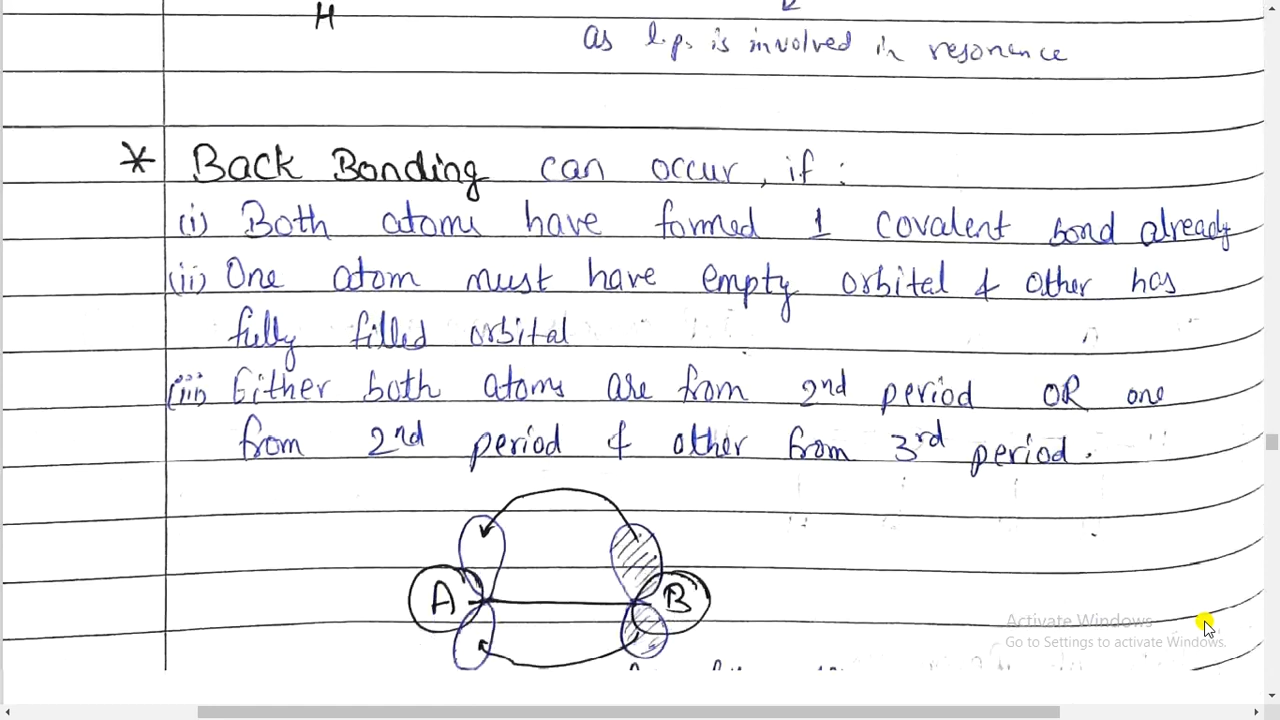 H
as l.p. is involved in resonence
* Back Bonding can occur, if :
(i) Both atoms have formed 1 covalent bond already
(ii) One atom must have empty orbital & other has
fully filled orbital
(iii) Either both atoms are from 2nd period OR one
from 2nd period & other from 3rd period.
A B
Activate Windows
Go to Settings to activate Windows.